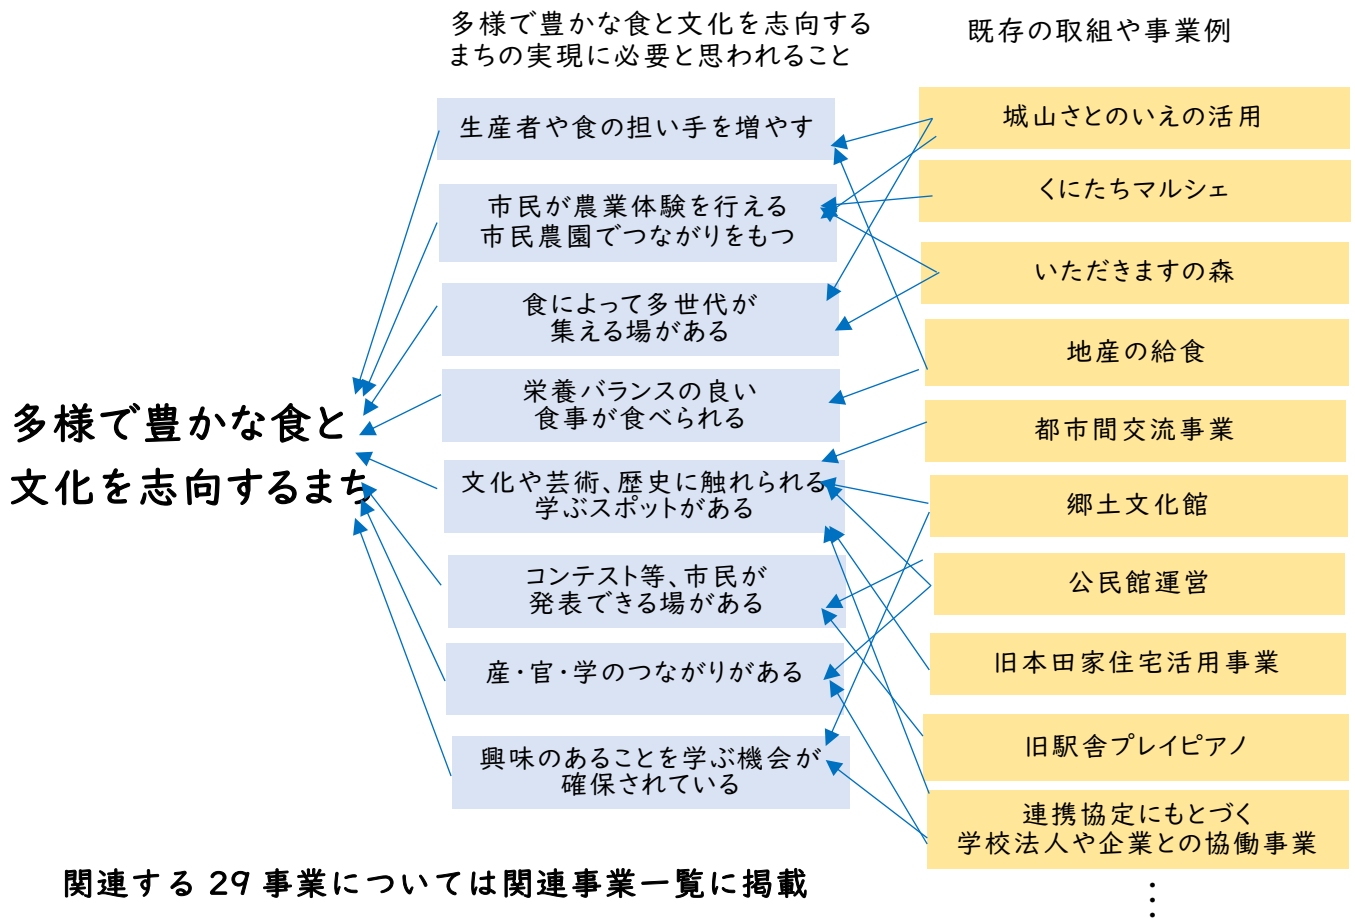 多様で豊かな食と文化を志向する
まちの実現に必要と思われること
既存の取組や事業例
生産者や食の担い手を増やす
市民が農業体験を行える
市民農園でつながりをもつ
食によって多世代が
集える場がある
栄養バランスの良い
食事が食べられる
文化や芸術、歴史に触れられる
学ぶスポットがある
コンテスト等、市民が
発表できる場がある
産・官・学のつながりがある
興味のあることを学ぶ機会が
確保されている
城山さとのいえの活用
くにたちマルシェ
いただきますの森
地産の給食
都市間交流事業
郷土文化館
公民館運営
旧本田家住宅活用事業
旧駅舎プレイピアノ
連携協定にもとづく
学校法人や企業との協働事業
多様で豊かな食と
文化を志向するまち
関連する 29 事業については関連事業一覧に掲載